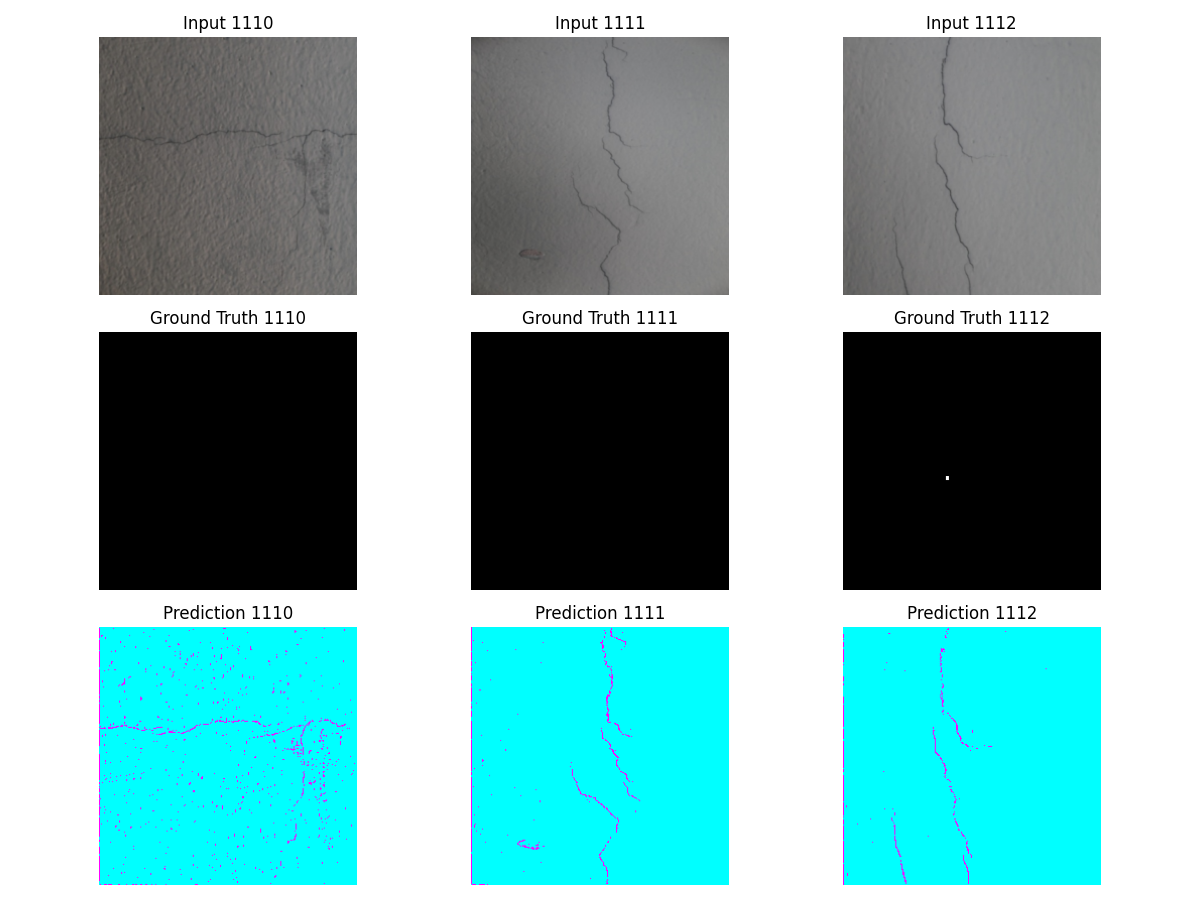 Input 1110
Input 1111
Input 1112
Ground Truth 1110
Ground Truth 1111
Ground Truth 1112
Prediction 1110
Prediction 1111
Prediction 1112